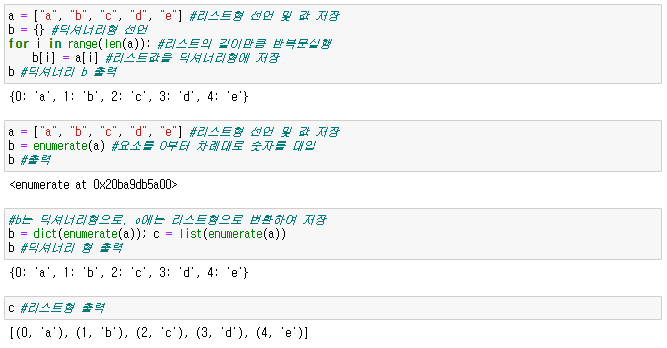 a = ["a", "b", "c", "d", "e"] #리스트형 선언 및 값 저장
b = {} #딕셔너리형 선언
for i in range(len(a)): #리스트의 길이만큼 반복문실행
    b[i] = a[i] #리스트값을 딕셔너리형에 저장
b #딕셔너리 b 출력
{0: 'a', 1: 'b', 2: 'c', 3: 'd', 4: 'e'}
a = ["a", "b", "c", "d", "e"] #리스트형 선언 및 값 저장
b = enumerate(a) #요소를 0부터 차례대로 숫자를 대입
b #출력
<enumerate at 0x20ba9db5a00>
#b는 딕셔너리형으로, o에는 리스트형으로 변환하여 저장
b = dict(enumerate(a)); c = list(enumerate(a))
b #딕셔너리 형 출력
{0: 'a', 1: 'b', 2: 'c', 3: 'd', 4: 'e'}
c #리스트형 출력
[(0, 'a'), (1, 'b'), (2, 'c'), (3, 'd'), (4, 'e')]